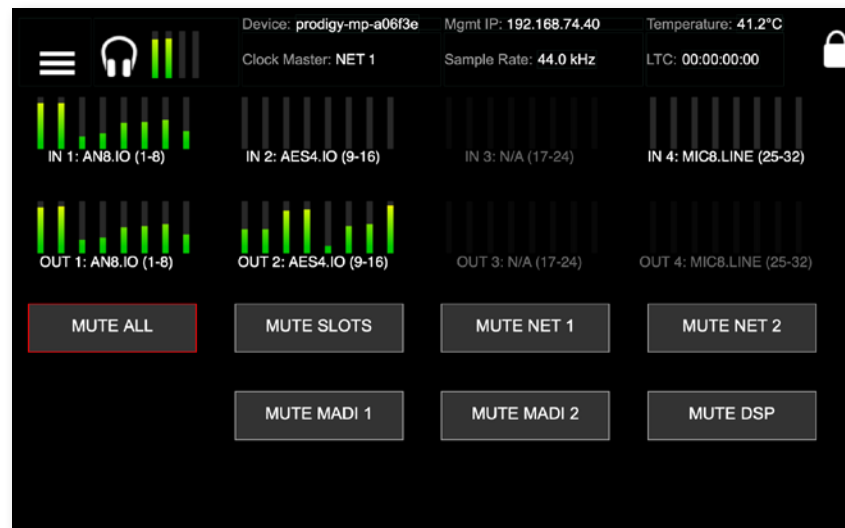 Device: prodigy-mp-a06f3e Mgmt IP: 192.168.74.40 Temperature: 41.2°C
Clock Master: NET 1 Sample Rate: 44.0 kHz LTC: 00:00:00:00
IN 1: AN8.IO (1-8) IN 2: AES4.IO (9-16) IN 3: N/A (17-24) IN 4: MIC8.LINE (25-32)
OUT 1: AN8.IO (1-8) OUT 2: AES4.IO (9-16) OUT 3: N/A (17-24) OUT 4: MIC8.LINE (25-32)
MUTE ALL MUTE SLOTS MUTE NET 1 MUTE NET 2
MUTE MADI 1 MUTE MADI 2 MUTE DSP